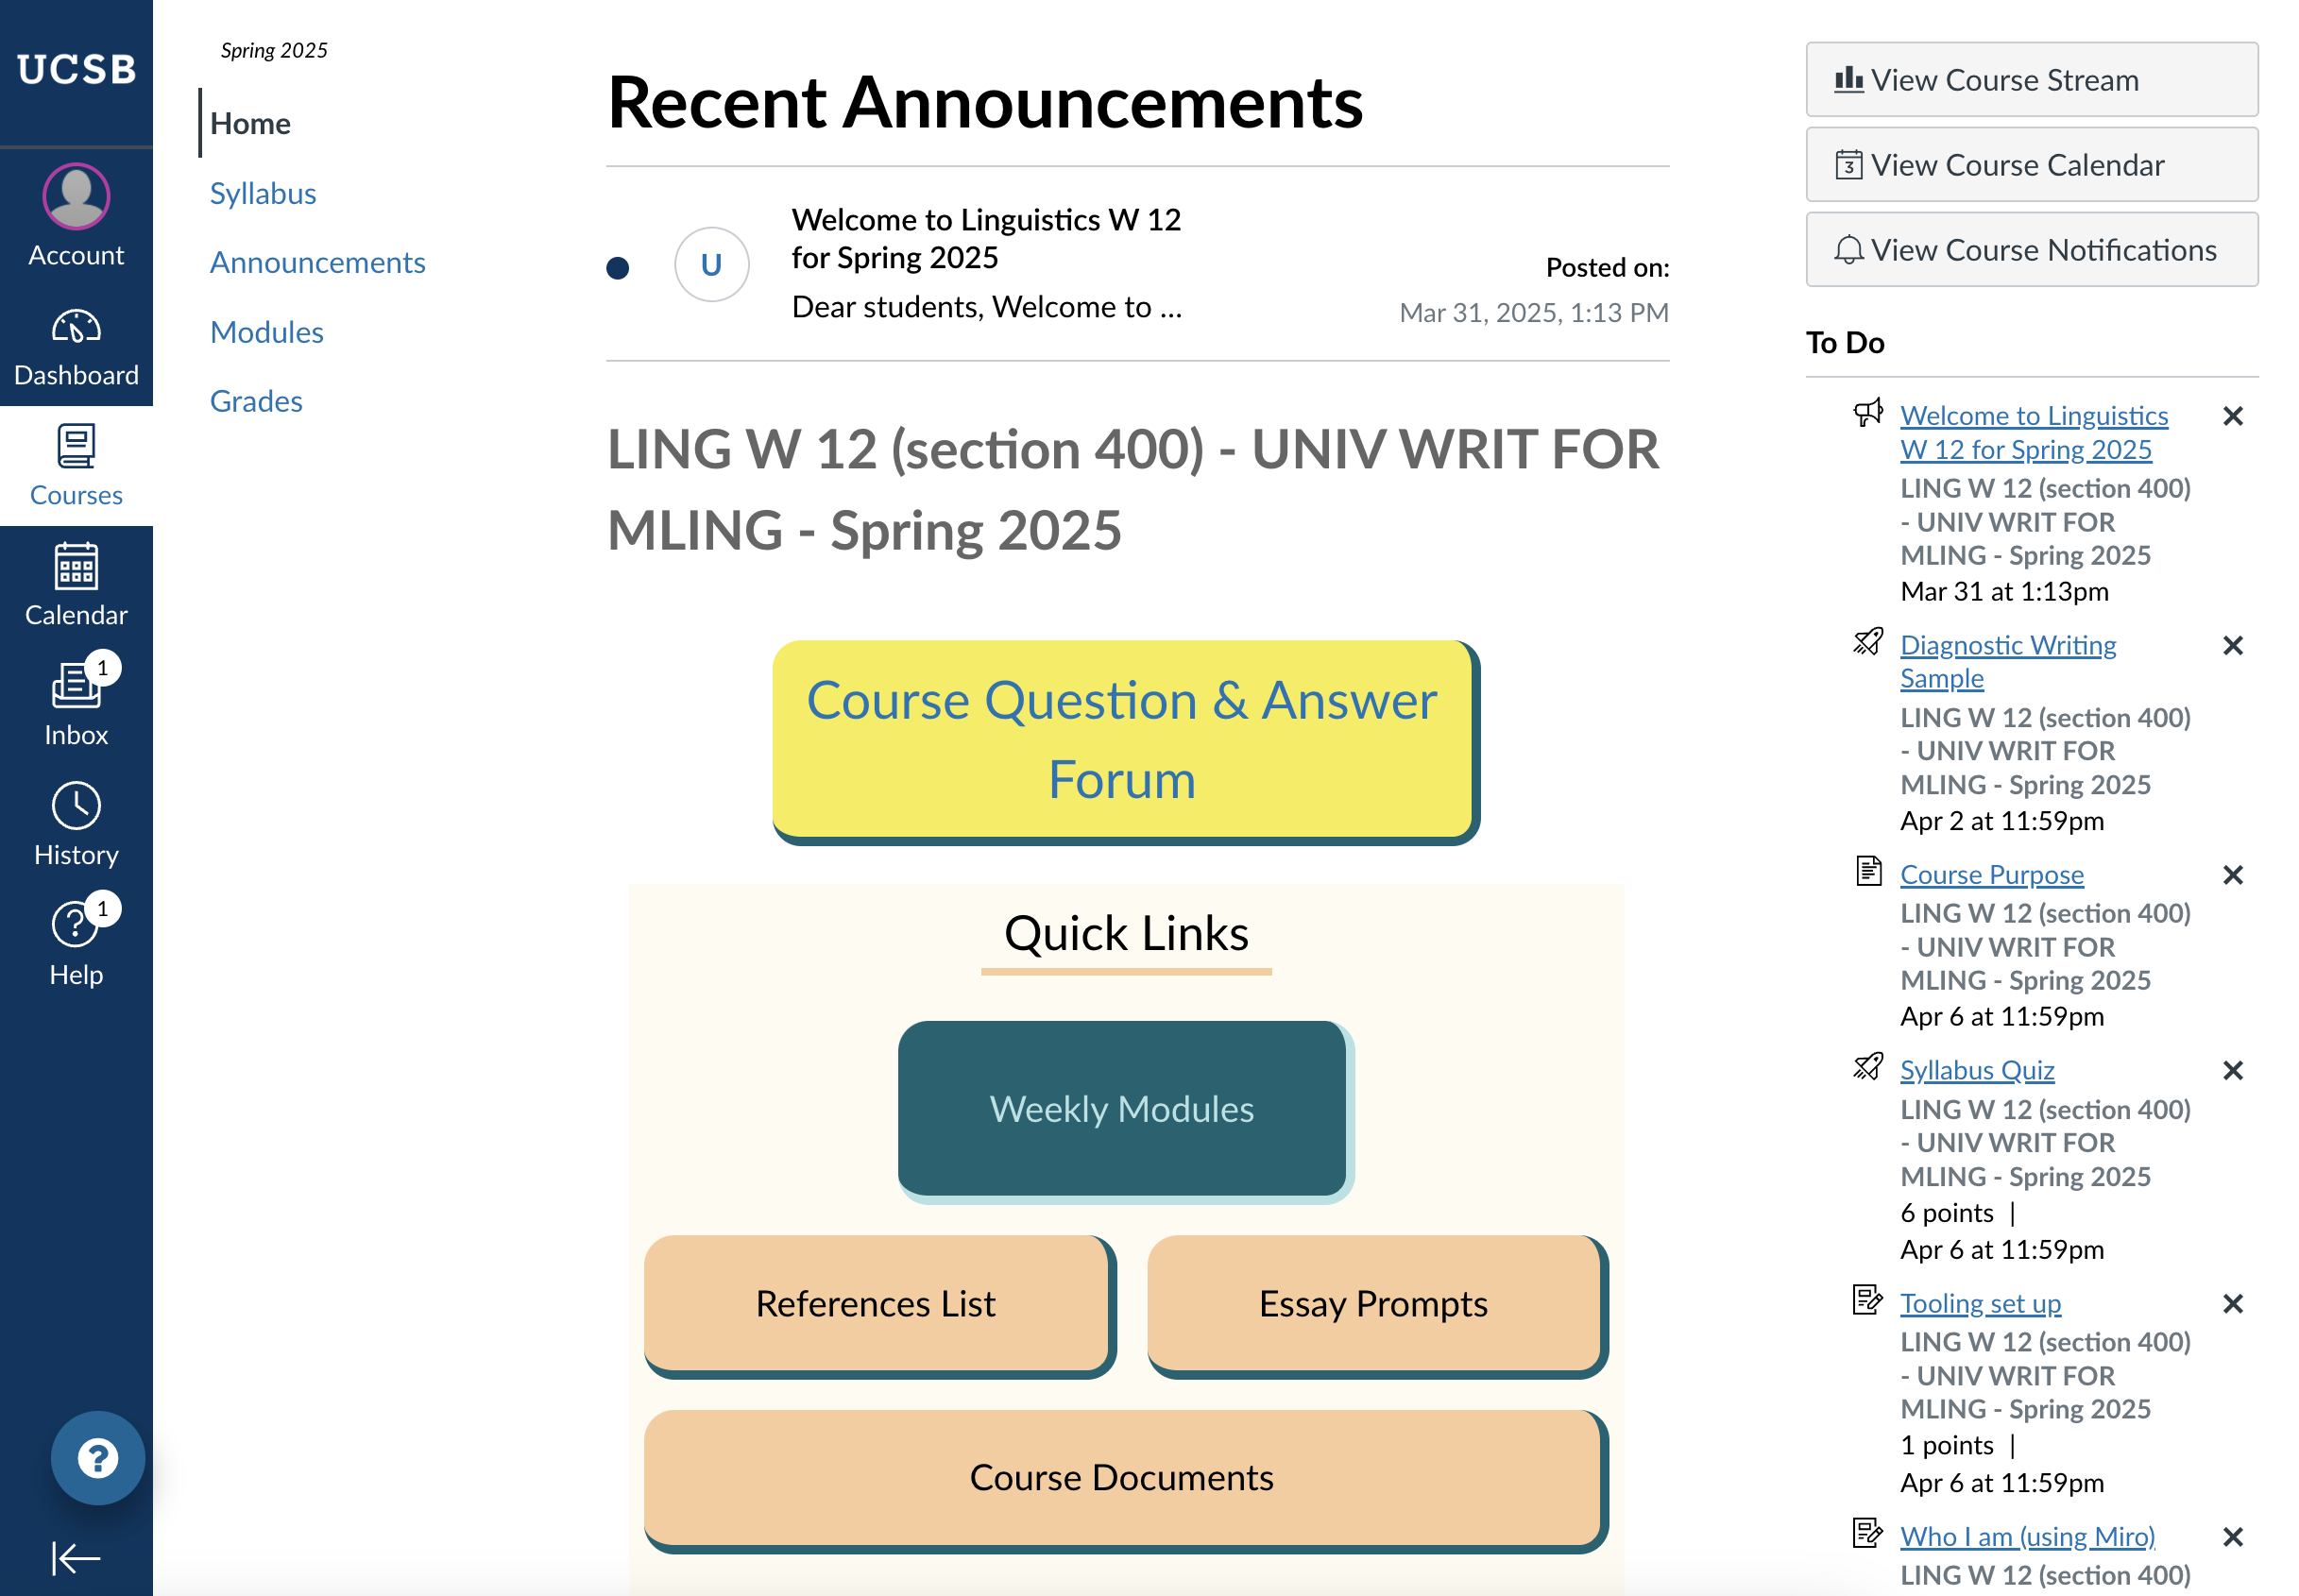 UCSB
Account
Dashboard
Courses
Calendar
1
Inbox
History
1
Help
?
Spring 2025
Home
Syllabus
Announcements
Modules
Grades
Recent Announcements
U
Welcome to Linguistics W 12
for Spring 2025
Dear students, Welcome to ...
Posted on:
Mar 31, 2025, 1:13 PM
LING W 12 (section 400) - UNIV WRIT FOR
MLING - Spring 2025
Course Question & Answer
Forum
Quick Links
Weekly Modules
References List
Essay Prompts
Course Documents
View Course Stream
3
View Course Calendar
View Course Notifications
To Do
Welcome to Linguistics
W 12 for Spring 2025
LING W 12 (section 400)
- UNIV WRIT FOR
MLING - Spring 2025
Mar 31 at 1:13pm
Diagnostic Writing
Sample
LING W 12 (section 400)
- UNIV WRIT FOR
MLING - Spring 2025
Apr 2 at 11:59pm
Course Purpose
LING W 12 (section 400)
- UNIV WRIT FOR
MLING - Spring 2025
Apr 6 at 11:59pm
Syllabus Quiz
LING W 12 (section 400)
- UNIV WRIT FOR
MLING - Spring 2025
6 points |
Apr 6 at 11:59pm
Tooling set up
LING W 12 (section 400)
- UNIV WRIT FOR
MLING - Spring 2025
1 points |
Apr 6 at 11:59pm
Who I am (using Miro)
LING W 12 (section 400)